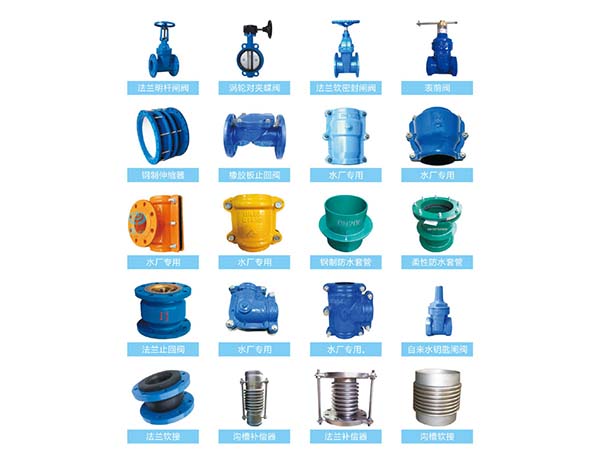 法兰明杆闸阀
涡轮对夹蝶阀
法兰软密封闸阀
表前阀
钢制伸缩器
橡胶板止回阀
水厂专用
水厂专用
水厂专用
水厂专用
钢制防水套管
柔性防水套管
法兰止回阀
水厂专用
水厂专用.
自来水钥匙闸阀
法兰软接
沟槽补偿器
法兰补偿器
沟槽软接